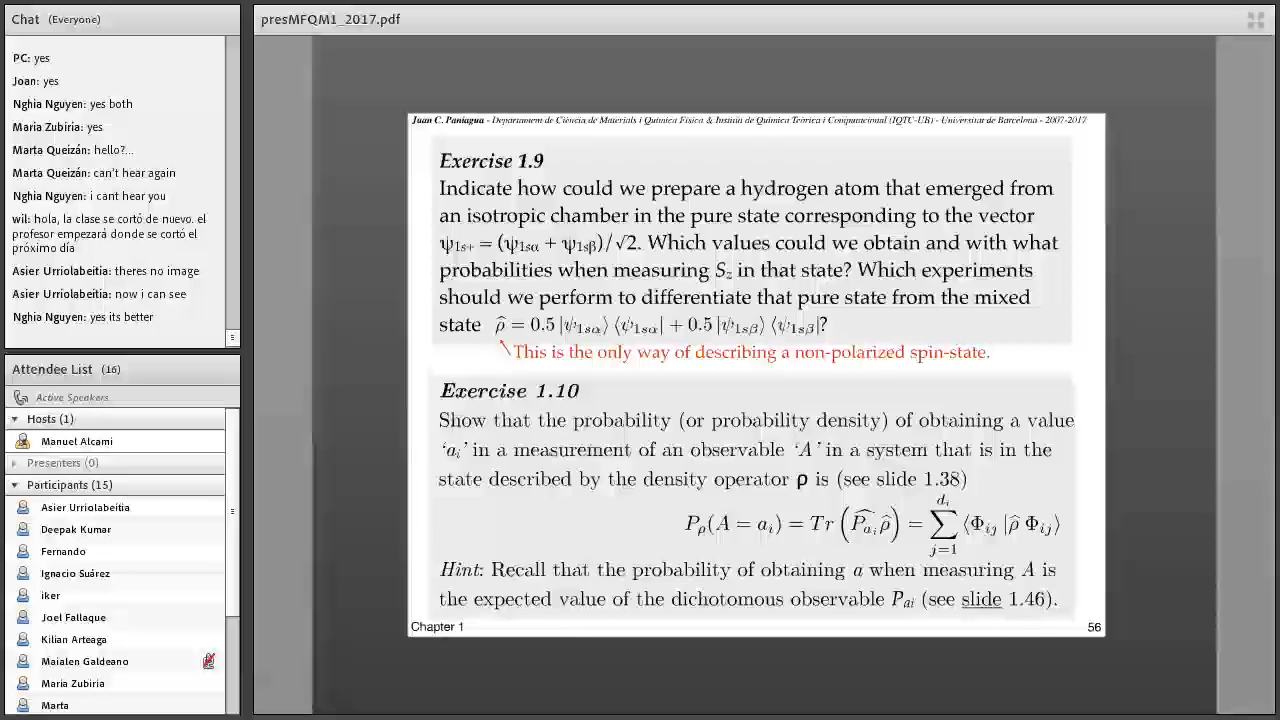 Chat (Everyone)
PC: yes
Joan: yes
Nghia Nguyen: yes both
Maria Zubiria: yes
Marta Queizán: hello?...
Marta Queizán: can't hear again
Nghia Nguyen: i cant hear you
wil: hola, la clase se cortó de nuevo. el
profesor empezará donde se cortó el
próximo día
Asier Urriolabeitia: theres no image
Asier Urriolabeitia: now i can see
Nghia Nguyen: yes its better
Attendee List (16)
Active Speakers
Hosts (1)
Manuel Alcami
Presenters (0)
Participants (15)
Asier Urriolabeitia
Deepak Kumar
Fernando
Ignacio Suárez
iker
Joel Fallaque
Kilian Arteaga
Maialen Galdeano
Maria Zubiria
Marta
presMFQM1_2017.pdf
Juan C. Paniagua - Departament de Ciència de Materials i Química Física & Institut de Química Teòrica i Computacional (IQTC-UB) - Universitat de Barcelona - 2007-2017
Exercise 1.9
Indicate how could we prepare a hydrogen atom that emerged from
an isotropic chamber in the pure state corresponding to the vector
ψ1s+ = (ψ1sα + ψ1sβ)/√2. Which values could we obtain and with what
probabilities when measuring Sz in that state? Which experiments
should we perform to differentiate that pure state from the mixed
state ρ̂ = 0.5 |ψ1sα⟩ ⟨ψ1sα| + 0.5 |ψ1sβ⟩ ⟨ψ1sβ|?
This is the only way of describing a non-polarized spin-state.
Exercise 1.10
Show that the probability (or probability density) of obtaining a value
‘ai’ in a measurement of an observable ‘A’ in a system that is in the
state described by the density operator ρ is (see slide 1.38)
Pρ(A = ai) = Tr (P̂ai ρ̂) = ∑j=1di ⟨Φij |ρ̂ Φij⟩
Hint: Recall that the probability of obtaining a when measuring A is
the expected value of the dichotomous observable Pai (see slide 1.46).
Chapter 1
56